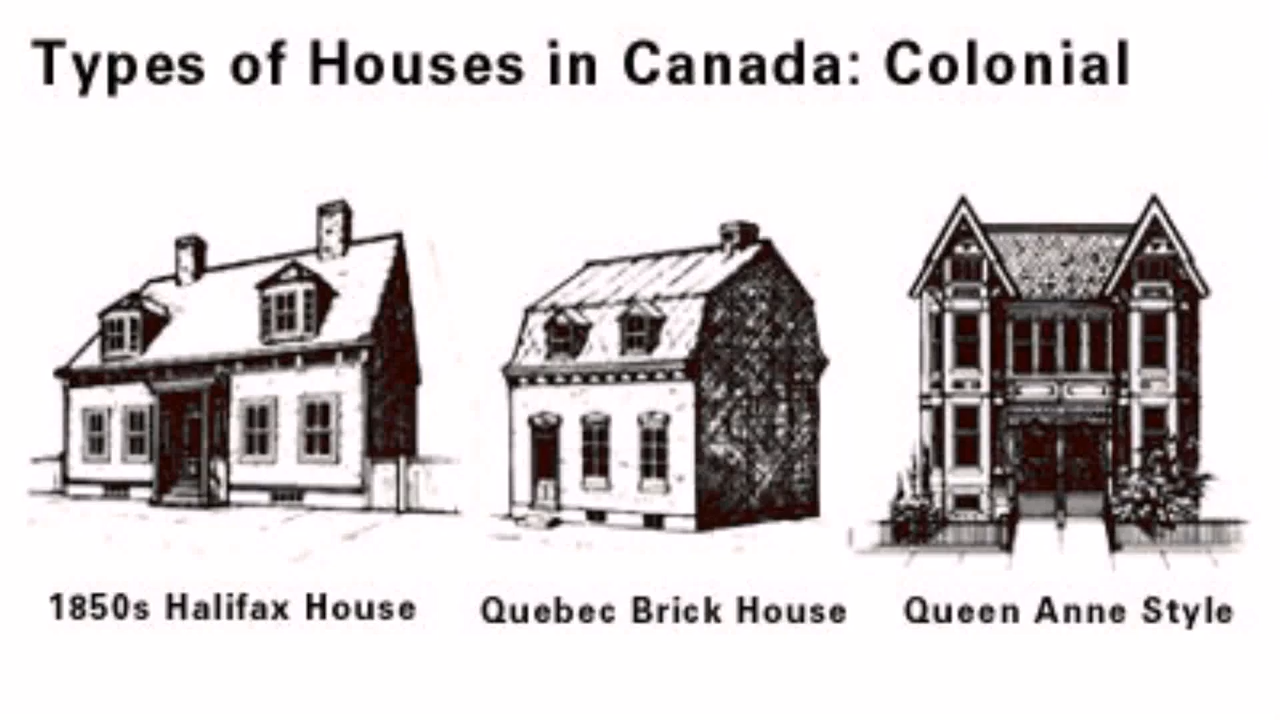 Types of Houses in Canada: Colonial
1850s Halifax House
Quebec Brick House
Queen Anne Style